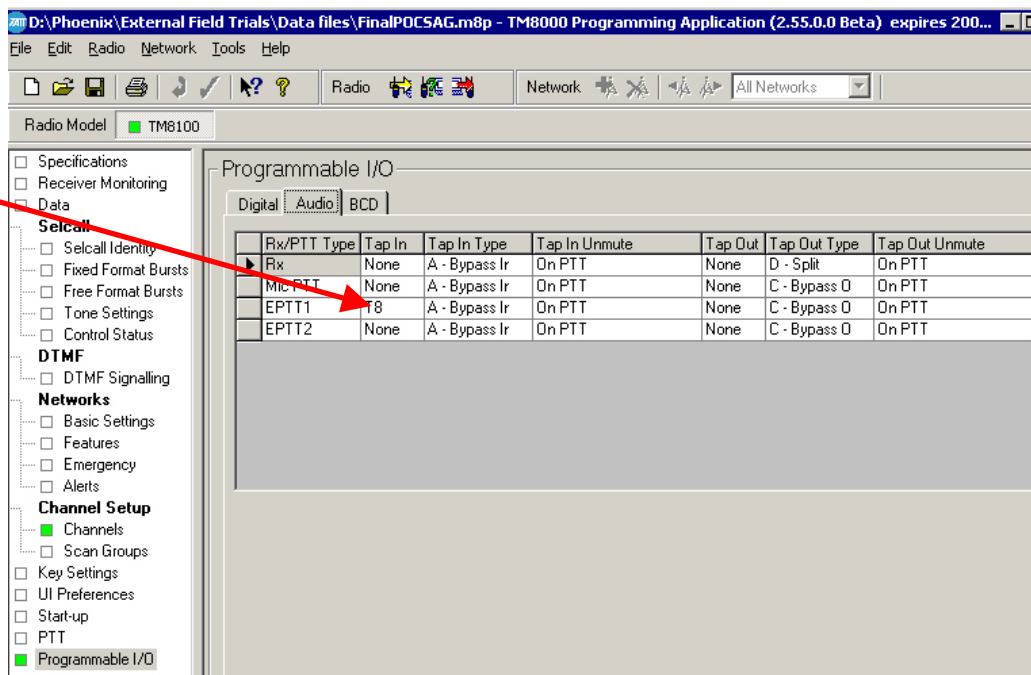 D:\Phoenix\External Field Trials\Data files\FinalPOCSAG.m8p - TM8000 Programming Application (2.55.0.0 Beta) expires 200...
File Edit Radio Network Tools Help
Radio Network All Networks
Radio Model TM8100
Specifications
Receiver Monitoring
Data
Selcall
Selcall Identity
Fixed Format Bursts
Free Format Bursts
Tone Settings
Control Status
DTMF
DTMF Signalling
Networks
Basic Settings
Features
Emergency
Alerts
Channel Setup
Channels
Scan Groups
Key Settings
UI Preferences
Start-up
PTT
Programmable I/O
Programmable I/O
Digital Audio BCD
Rx/PTT Type Tap In Tap In Type Tap In Unmute Tap Out Tap Out Type Tap Out Unmute
Rx None A - Bypass Ir On PTT None D - Split On PTT
Mic PTT None A - Bypass Ir On PTT None C - Bypass O On PTT
EPTT1 T8 A - Bypass Ir On PTT None C - Bypass O On PTT
EPTT2 None A - Bypass Ir On PTT None C - Bypass O On PTT